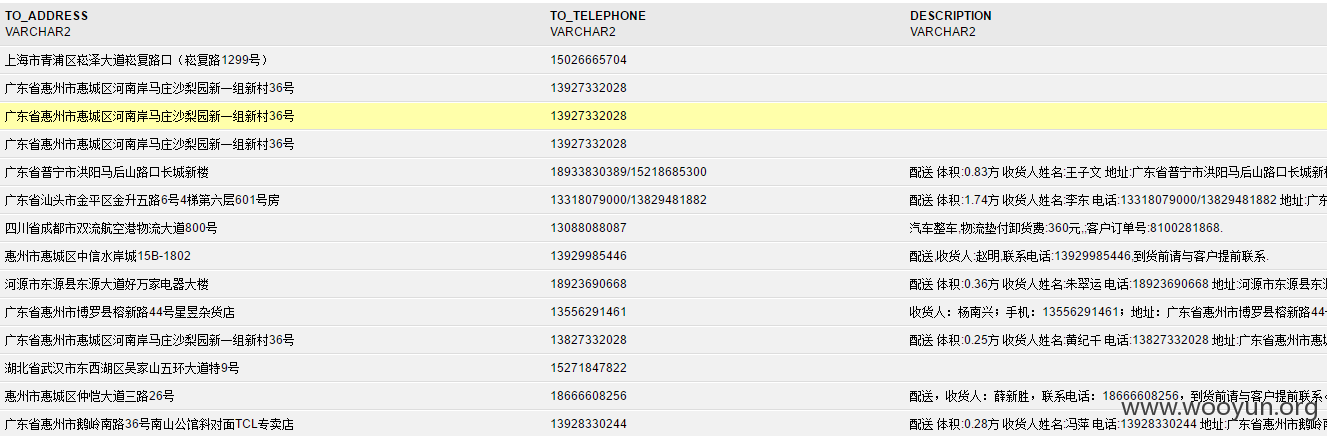 TO_ADDRESS TO_TELEPHONE DESCRIPTION
VARCHAR2 VARCHAR2 VARCHAR2
上海市青浦区崧泽大道崧复路口（崧复路1299号） 15026665704
广东省惠州市惠城区河南岸马庄沙梨园新一组新村36号 13927332028
广东省惠州市惠城区河南岸马庄沙梨园新一组新村36号 13927332028
广东省惠州市惠城区河南岸马庄沙梨园新一组新村36号 13927332028
广东省普宁市洪阳马后山路口长城新楼 18933830389/15218685300 配送 体积:0.83方 收货人姓名:王子文 地址:广东省普宁市洪阳马后山路口长城新
广东省汕头市金平区金升五路6号4梯第六层601号房 13318079000/13829481882 配送 体积:1.74方 收货人姓名:李东 电话:13318079000/13829481882 地址:广东
四川省成都市双流航空港物流大道800号 13088088087 汽车整车,物流垫付卸货费:360元,,客户订单号:8100281868.
惠州市惠城区中信水岸城15B-1802 13929985446 配送,收货人:赵明,联系电话:13929985446,到货前请与客户提前联系.
河源市东源县东源大道好万家电器大楼 18923690668 配送 体积:0.36方 收货人姓名:朱翠运 电话:18923690668 地址:河源市东源县东
广东省惠州市博罗县榕新路44号星昱杂货店 13556291461 收货人：杨南兴；手机：13556291461；地址：广东省惠州市博罗县榕新路44
广东省惠州市惠城区河南岸马庄沙梨园新一组新村36号 13827332028 配送 体积:0.25方 收货人姓名:黄纪千 电话:13827332028 地址:广东省惠州市惠
湖北省武汉市东西湖区吴家山五环大道特9号 15271847822
惠州市惠城区仲恺大道三路26号 18666608256 配送，收货人：薛新胜，联系电话：18666608256，到货前请与客户提前联系
广东省惠州市鹅岭南路36号南山公馆斜对面TCL专卖店 13928330244 配送 体积:0.28方 收货人姓名:冯萍 电话:13928330244 地址:广东省惠州市鹅岭南
www.wooyun.org